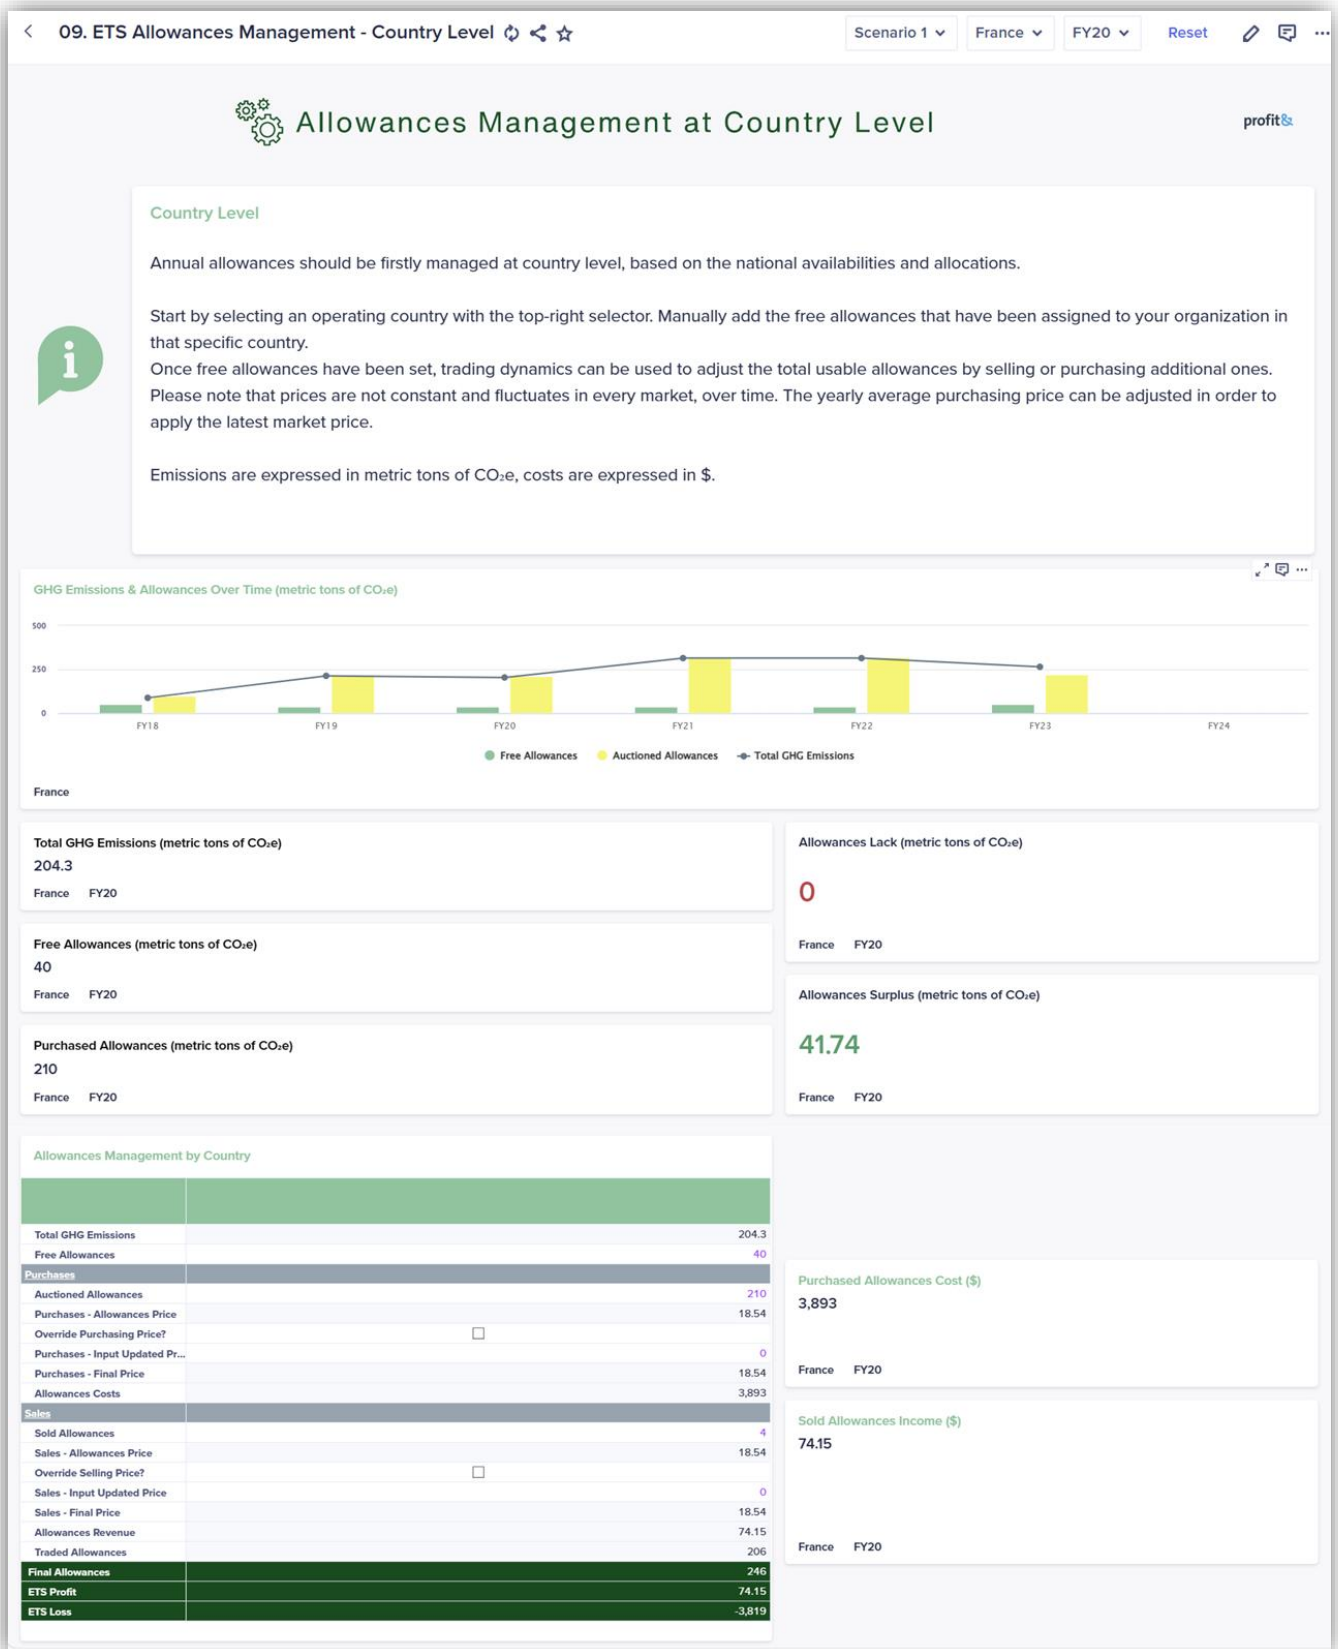 09. ETS Allowances Management - Country Level
Scenario 1
France
FY20
Reset
Allowances Management at Country Level
profit&
Country Level
Annual allowances should be firstly managed at country level, based on the national availabilities and allocations.
Start by selecting an operating country with the top-right selector. Manually add the free allowances that have been assigned to your organization in
that specific country.
Once free allowances have been set, trading dynamics can be used to adjust the total usable allowances by selling or purchasing additional ones.
Please note that prices are not constant and fluctuates in every market, over time. The yearly average purchasing price can be adjusted in order to
apply the latest market price.
Emissions are expressed in metric tons of CO₂e, costs are expressed in $.
GHG Emissions & Allowances Over Time (metric tons of CO₂e)
500
250
0
FY18 FY19 FY20 FY21 FY22 FY23 FY24
Free Allowances Auctioned Allowances Total GHG Emissions
France
Total GHG Emissions (metric tons of CO₂e)
204.3
France FY20
Free Allowances (metric tons of CO₂e)
40
France FY20
Purchased Allowances (metric tons of CO₂e)
210
France FY20
Allowances Lack (metric tons of CO₂e)
0
France FY20
Allowances Surplus (metric tons of CO₂e)
41.74
France FY20
Allowances Management by Country
Total GHG Emissions 204.3
Free Allowances 40
Purchases
Auctioned Allowances 210
Purchases - Allowances Price 18.54
Override Purchasing Price?
Purchases - Input Updated Pr... 0
Purchases - Final Price 18.54
Allowances Costs 3,893
Sales
Sold Allowances 4
Sales - Allowances Price 18.54
Override Selling Price?
Sales - Input Updated Price 0
Sales - Final Price 18.54
Allowances Revenue 74.15
Traded Allowances 206
Final Allowances 246
ETS Profit 74.15
ETS Loss -3,819
Purchased Allowances Cost ($)
3,893
France FY20
Sold Allowances Income ($)
74.15
France FY20